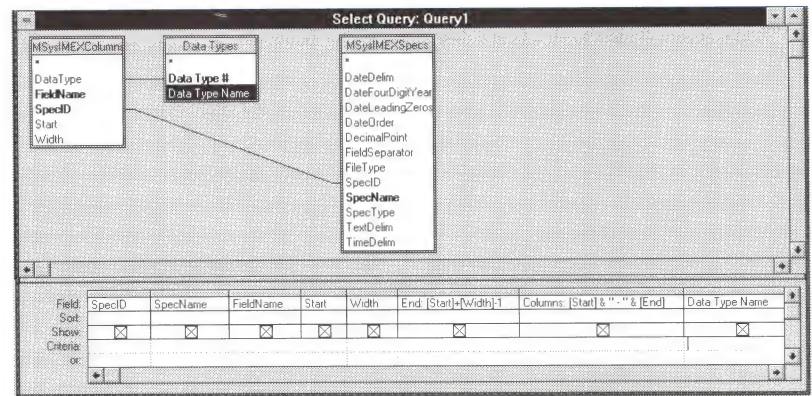 Select Query: Query1
MSysIMEXColumns
*
DataType
FieldName
SpecID
Start
Width
Data Types
*
Data Type #
Data Type Name
MSysIMEXSpecs
*
DateDelim
DateFourDigitYear
DateLeadingZeros
DateOrder
DecimalPoint
FieldSeparator
FileType
SpecID
SpecName
SpecType
TextDelim
TimeDelim
Field: SpecID SpecName FieldName Start Width End: [Start]+[Width]-1 Columns: [Start] & " - " & [End] Data Type Name
Sort:
Show:
Criteria:
or: